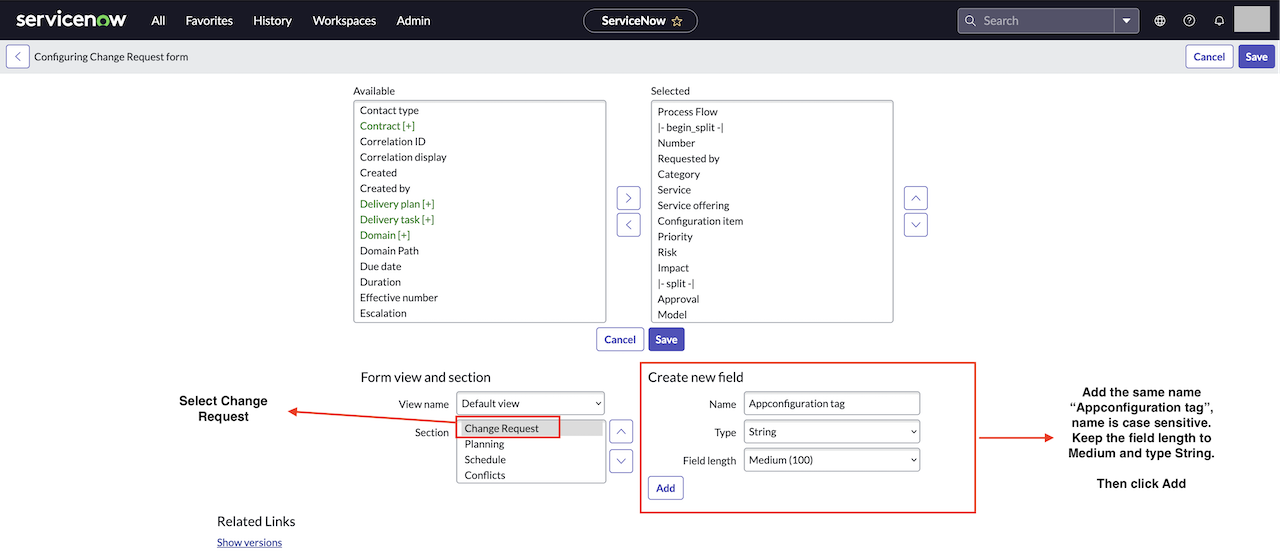 servicenow All Favorites History Workspaces Admin ServiceNow Search
Configuring Change Request form Cancel Save
Available
Contact type
Contract [+]
Correlation ID
Correlation display
Created
Created by
Delivery plan [+]
Delivery task [+]
Domain [+]
Domain Path
Due date
Duration
Effective number
Escalation
Selected
Process Flow
|- begin_split -|
Number
Requested by
Category
Service
Service offering
Configuration item
Priority
Risk
Impact
|- split -|
Approval
Model
Cancel Save
Select Change
Request
Form view and section
View name Default view
Section Change Request
Planning
Schedule
Conflicts
Create new field
Name Appconfiguration tag
Type String
Field length Medium (100)
Add
Add the same name
“Appconfiguration tag”,
name is case sensitive.
Keep the field length to
Medium and type String.
Then click Add
Related Links
Show versions